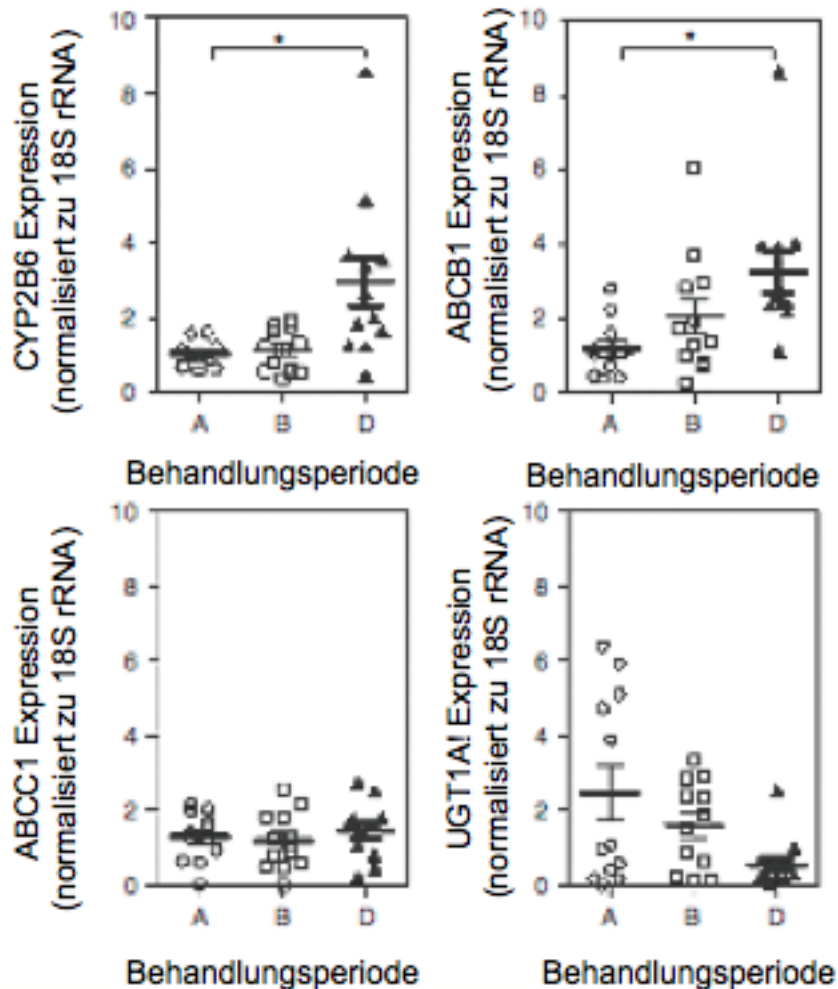 CYP2B6 Expression
(normalisiert zu 18S rRNA)
10
8
6
4
2
0
*
A B D
Behandlungsperiode
ABCB1 Expression
(normalisiert zu 18S rRNA)
10
8
6
4
2
0
*
A B D
Behandlungsperiode
ABCC1 Expression
(normalisiert zu 18S rRNA)
10
8
6
4
2
0
A B D
Behandlungsperiode
UGT1A! Expression
(normalisiert zu 18S rRNA)
10
8
6
4
2
0
A B D
Behandlungsperiode